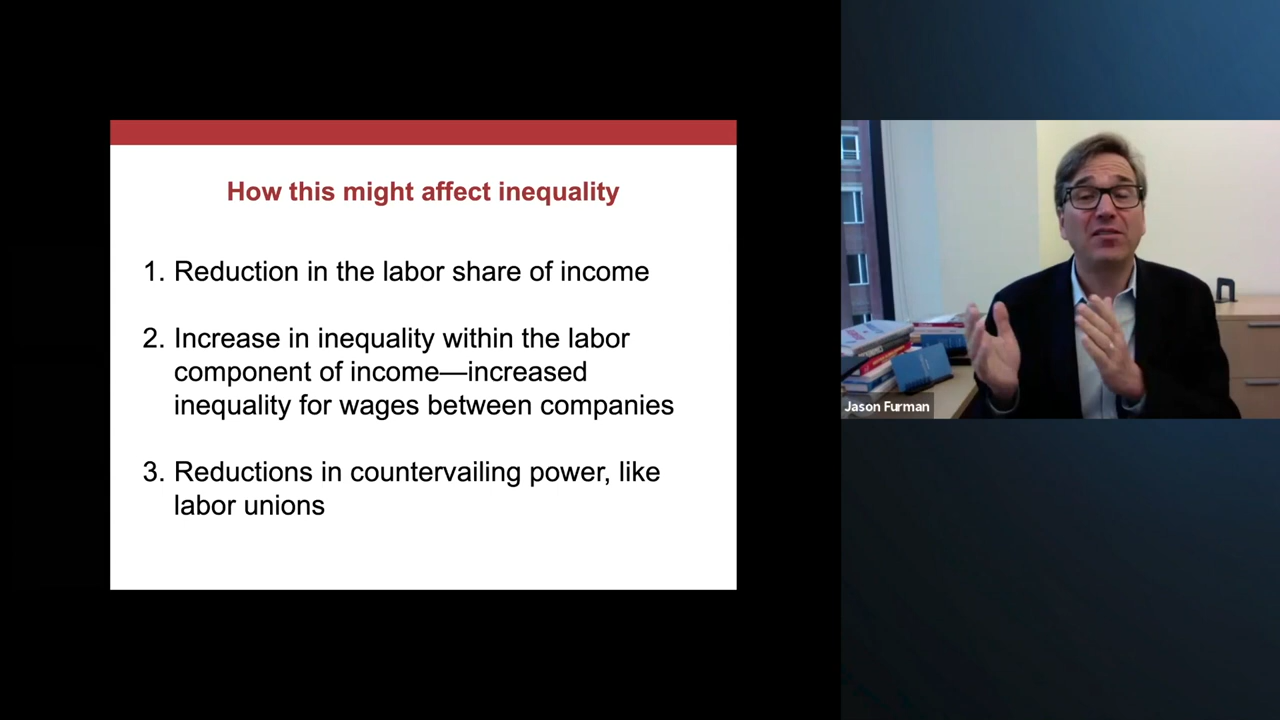 How this might affect inequality
1. Reduction in the labor share of income
2. Increase in inequality within the labor
component of income—increased
inequality for wages between companies
3. Reductions in countervailing power, like
labor unions
Jason Furman